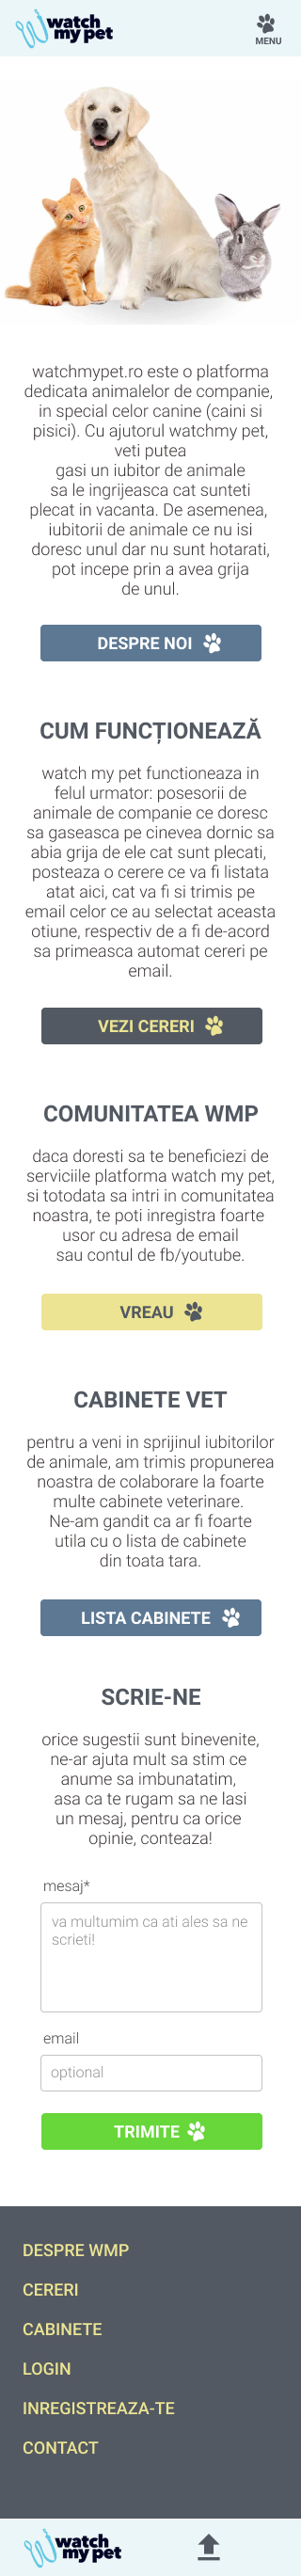 watch
my pet
MENU
watchmypet.ro este o platforma
dedicata animalelor de companie,
in special celor canine (caini si
pisici). Cu ajutorul watchmy pet,
veti putea
gasi un iubitor de animale
sa le ingrijeasca cat sunteti
plecat in vacanta. De asemenea,
iubitorii de animale ce nu isi
doresc unul dar nu sunt hotarati,
pot incepe prin a avea grija
de unul.
DESPRE NOI
CUM FUNCȚIONEAZĂ
watch my pet functioneaza in
felul urmator: posesorii de
animale de companie ce doresc
sa gaseasca pe cinevea dornic sa
abia grija de ele cat sunt plecati,
posteaza o cerere ce va fi listata
atat aici, cat va fi si trimis pe
email celor ce au selectat aceasta
otiune, respectiv de a fi de-acord
sa primeasca automat cereri pe
email.
VEZI CERERI
COMUNITATEA WMP
daca doresti sa te beneficiezi de
serviciile platforma watch my pet,
si totodata sa intri in comunitatea
noastra, te poti inregistra foarte
usor cu adresa de email
sau contul de fb/youtube.
VREAU
CABINETE VET
pentru a veni in sprijinul iubitorilor
de animale, am trimis propunerea
noastra de colaborare la foarte
multe cabinete veterinare.
Ne-am gandit ca ar fi foarte
utila cu o lista de cabinete
din toata tara.
LISTA CABINETE
SCRIE-NE
orice sugestii sunt binevenite,
ne-ar ajuta mult sa stim ce
anume sa imbunatatim,
asa ca te rugam sa ne lasi
un mesaj, pentru ca orice
opinie, conteaza!
mesaj*
va multumim ca ati ales sa ne
scrieti!
email
optional
TRIMITE
DESPRE WMP
CERERI
CABINETE
LOGIN
INREGISTREAZA-TE
CONTACT
watch
my pet